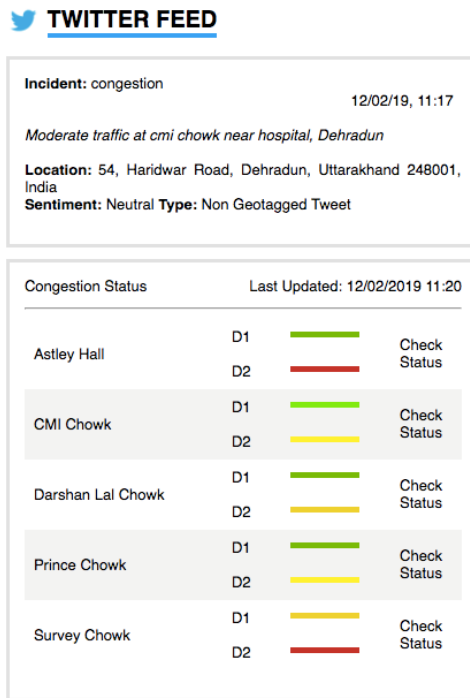 TWITTER FEED
Incident: congestion
12/02/19, 11:17
Moderate traffic at cmi chowk near hospital, Dehradun
Location: 54, Haridwar Road, Dehradun, Uttarakhand 248001,
India
Sentiment: Neutral Type: Non Geotagged Tweet
Congestion Status Last Updated: 12/02/2019 11:20
Astley Hall
D1
D2
Check
Status
CMI Chowk
D1
D2
Check
Status
Darshan Lal Chowk
D1
D2
Check
Status
Prince Chowk
D1
D2
Check
Status
Survey Chowk
D1
D2
Check
Status